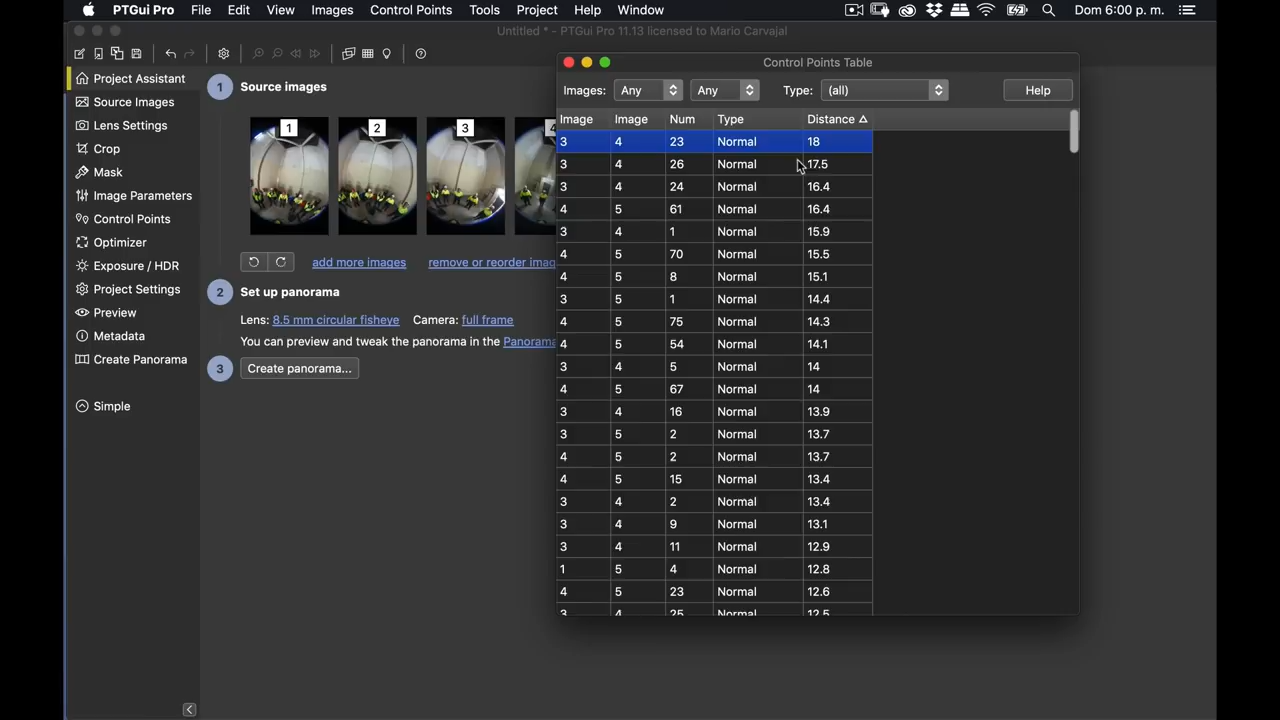 PTGui Pro File Edit View Images Control Points Tools Project Help Window Dom 6:00 p. m.
Untitled * - PTGui Pro 11.13 licensed to Mario Carvajal
Project Assistant
Source Images
Lens Settings
Crop
Mask
Image Parameters
Control Points
Optimizer
Exposure / HDR
Project Settings
Preview
Metadata
Create Panorama
Simple
1 Source images
1 2 3 4
add more images remove or reorder imag
2 Set up panorama
Lens: 8.5 mm circular fisheye Camera: full frame
You can preview and tweak the panorama in the Panorama
3 Create panorama...
Control Points Table
Images: Any Any Type: (all) Help
Image Image Num Type Distance
3 4 23 Normal 18
3 4 26 Normal 17.5
3 4 24 Normal 16.4
4 5 61 Normal 16.4
3 4 1 Normal 15.9
4 5 70 Normal 15.5
4 5 8 Normal 15.1
3 5 1 Normal 14.4
4 5 75 Normal 14.3
4 5 54 Normal 14.1
3 4 5 Normal 14
4 5 67 Normal 14
3 4 16 Normal 13.9
3 5 2 Normal 13.7
4 5 2 Normal 13.7
4 5 15 Normal 13.4
3 4 2 Normal 13.4
3 4 9 Normal 13.1
3 4 11 Normal 12.9
1 5 4 Normal 12.8
4 5 23 Normal 12.6
3 4 25 Normal 12.5